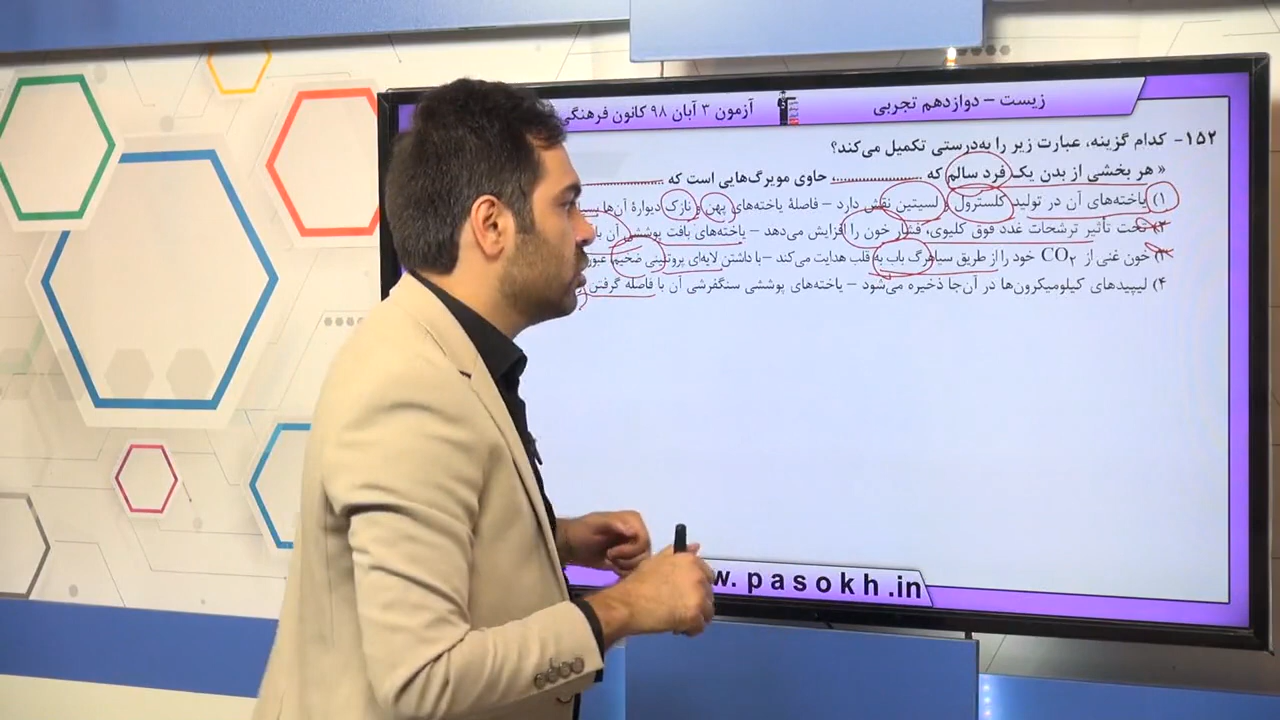 زیست - دوازدهم تجربی
آزمون ۳ آبان ۹۸ کانون فرهنگی
۱۵۲- کدام گزینه، عبارت زیر را به‌درستی تکمیل می‌کند؟
« هر بخشی از بدن یک فرد سالم که ......................، حاوی مویرگ‌هایی است که ......................
۱) یاخته‌های آن در تولید کلسترول و لسیتین نقش دارد – فاصلهٔ یاخته‌های پهن و نازک دیوارهٔ آن‌ها
۲) تحت تأثیر ترشحات غدد فوق کلیوی، فشار خون را افزایش می‌دهد – یاخته‌های بافت پوششی آن با
۳) خون غنی از CO₂ خود را از طریق سیاهرگ باب به قلب هدایت می‌کند – با داشتن لایه‌ای پروتئینی ضخیم، عبور
۴) لیپیدهای کیلومیکرون‌ها در آن‌جا ذخیره می‌شود – یاخته‌های پوششی سنگفرشی آن با فاصله گرفتن
w.pasokh.in